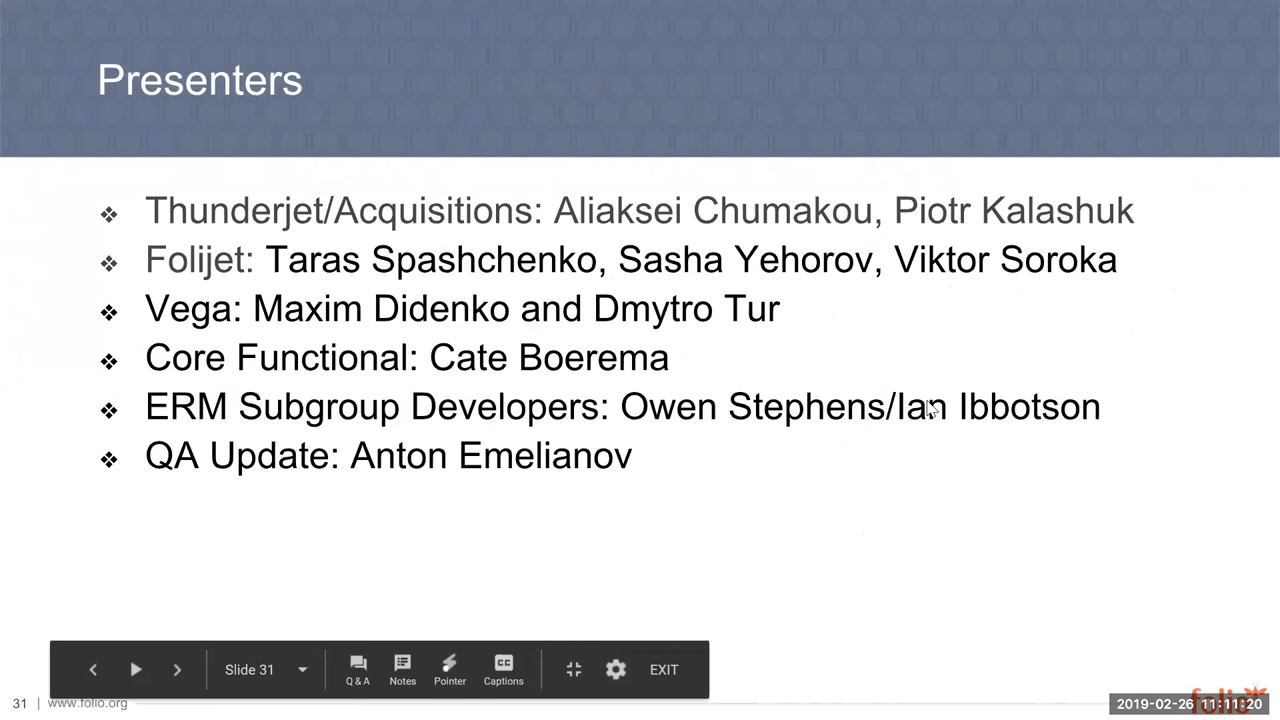 Presenters
❖ Thunderjet/Acquisitions: Aliaksei Chumakou, Piotr Kalashuk
❖ Folijet: Taras Spashchenko, Sasha Yehorov, Viktor Soroka
❖ Vega: Maxim Didenko and Dmytro Tur
❖ Core Functional: Cate Boerema
❖ ERM Subgroup Developers: Owen Stephens/Ian Ibbotson
❖ QA Update: Anton Emelianov
Slide 31
Q & A Notes Pointer CC Captions EXIT
31 | www.folio.org
folio
2019-02-26 11:11:20